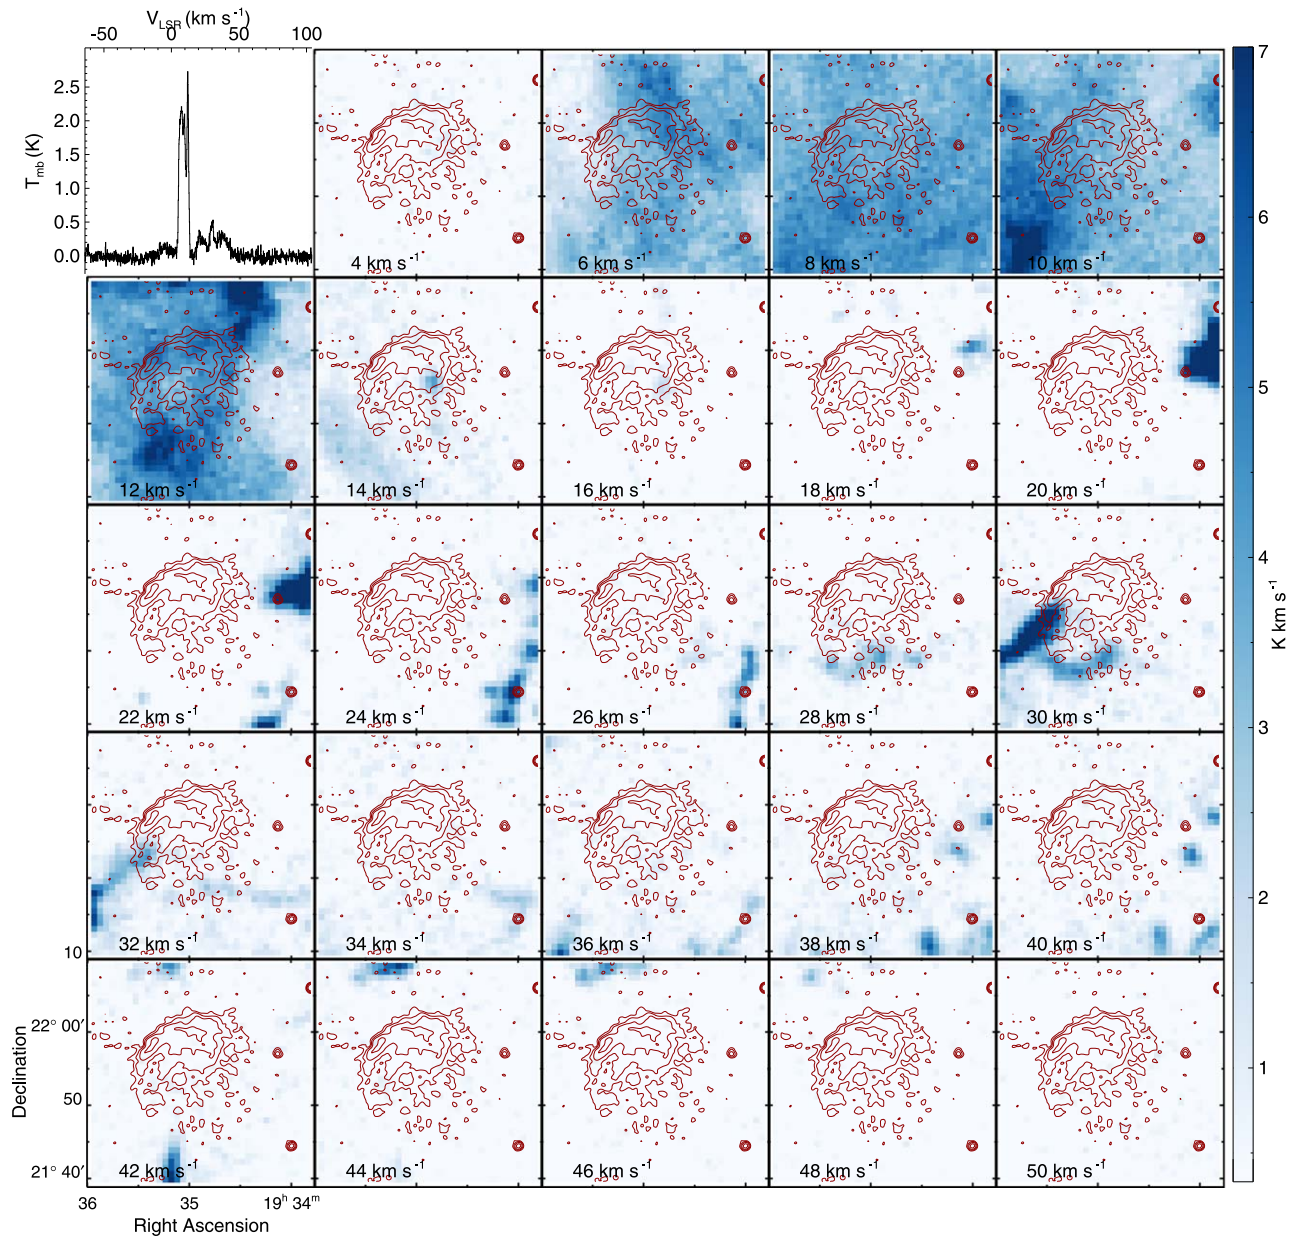 V_LSR (km s⁻¹)
-50 0 50 100
T_mb (K)
2.5
2.0
1.5
1.0
0.5
0.0
4 km s⁻¹
6 km s⁻¹
8 km s⁻¹
10 km s⁻¹
12 km s⁻¹
14 km s⁻¹
16 km s⁻¹
18 km s⁻¹
20 km s⁻¹
22 km s⁻¹
24 km s⁻¹
26 km s⁻¹
28 km s⁻¹
30 km s⁻¹
32 km s⁻¹
34 km s⁻¹
36 km s⁻¹
38 km s⁻¹
40 km s⁻¹
10
42 km s⁻¹
44 km s⁻¹
46 km s⁻¹
48 km s⁻¹
50 km s⁻¹
Declination
22° 00′
50
21° 40′
36 35 19ʰ 34ᵐ
Right Ascension
7
6
5
4
3
2
1
K km s⁻¹